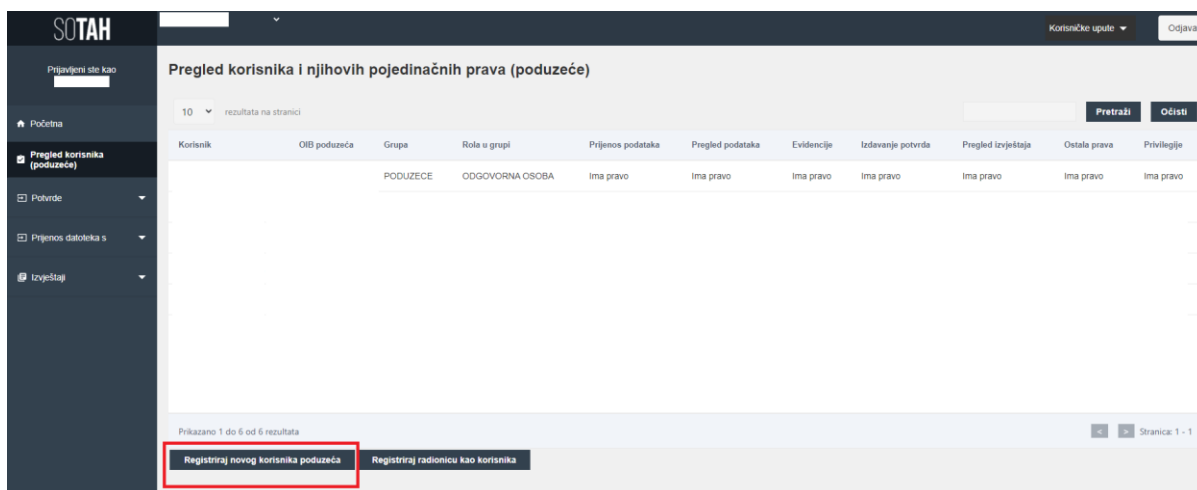 SOTAH
Korisničke upute
Odjava
Prijavljeni ste kao
Početna
Pregled korisnika
(poduzeće)
Potvrde
Prijenos datoteka s
Izvještaji
Pregled korisnika i njihovih pojedinačnih prava (poduzeće)
10 rezultata na stranici
Pretraži Očisti
Korisnik OIB poduzeća Grupa Rola u grupi Prijenos podataka Pregled podataka Evidencije Izdavanje potvrda Pregled izvještaja Ostala prava Privilegije
PODUZECE ODGOVORNA OSOBA Ima pravo Ima pravo Ima pravo Ima pravo Ima pravo Ima pravo Ima pravo
Prikazano 1 do 6 od 6 rezultata
< > Stranica: 1 - 1
Registriraj novog korisnika poduzeća Registriraj radionicu kao korisnika